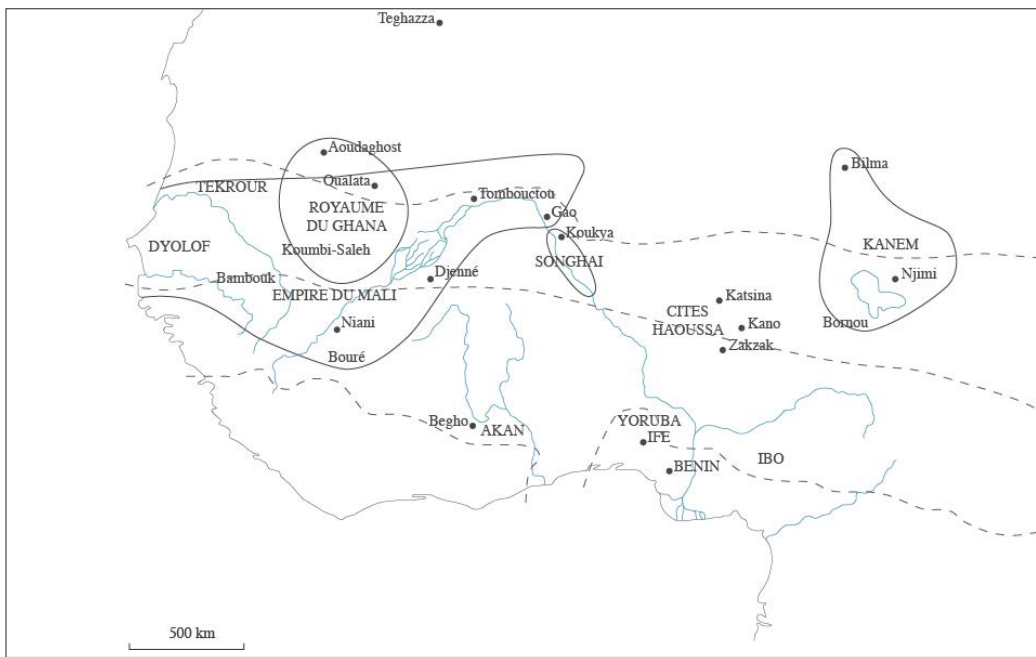 Teghazza
Aoudaghost
Bilma
Oualata
TEKROUR
Tombouctou
ROYAUME
DU GHANA
Gao
Koukya
DYOLOF
Koumbi-Saleh
KANEM
SONGHAI
Bambouk
Djenné
Njimi
EMPIRE DU MALI
Katsina
CITES
HAOUSSA
Niani
Kano
Bornou
Bouré
Zakzak
Begho
AKAN
YORUBA
IFE
BENIN
IBO
500 km